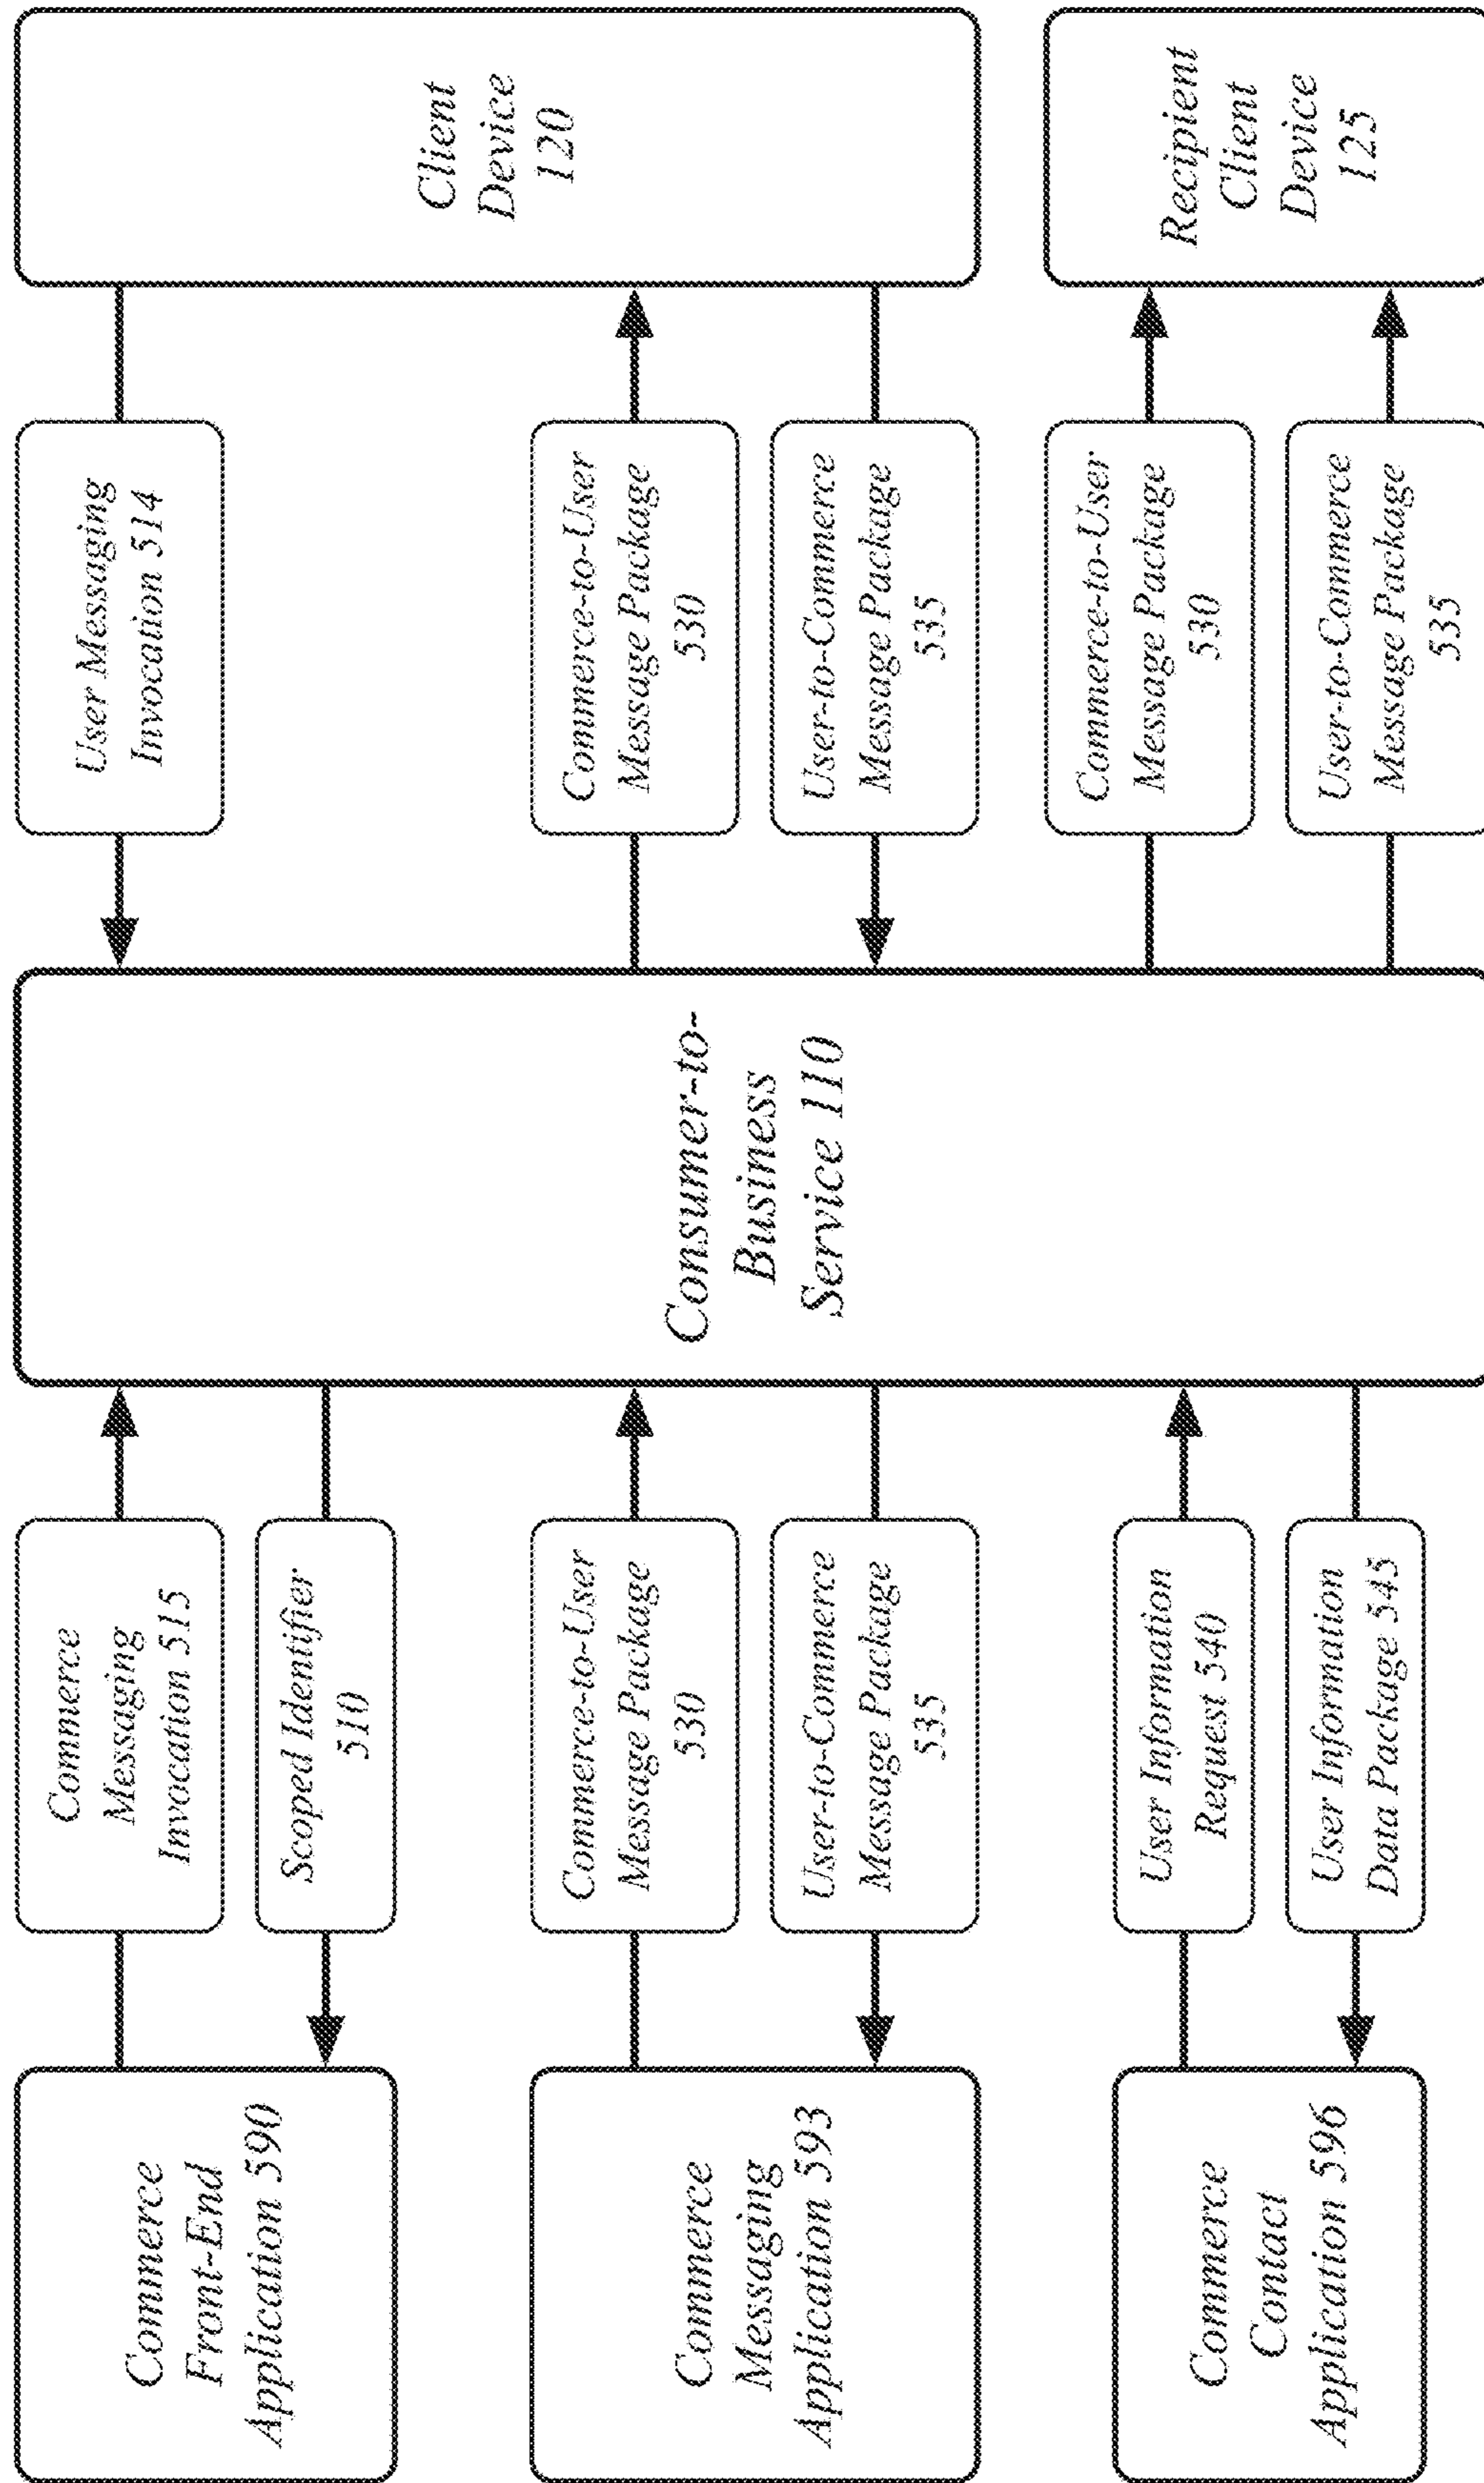 Commerce
Front-End
Application 590
Commerce
Messaging
Invocation 515
Scoped Identifier
510
Consumer-to-
Business
Service 110
User Messaging
Invocation 514
Client
Device
120
Commerce
Messaging
Application 593
Commerce-to-User
Message Package
530
User-to-Commerce
Message Package
535
Commerce-to-User
Message Package
530
User-to-Commerce
Message Package
535
Commerce
Contact
Application 596
User Information
Request 540
User Information
Data Package 545
Commerce-to-User
Message Package
530
User-to-Commerce
Message Package
535
Recipient
Client
Device
125